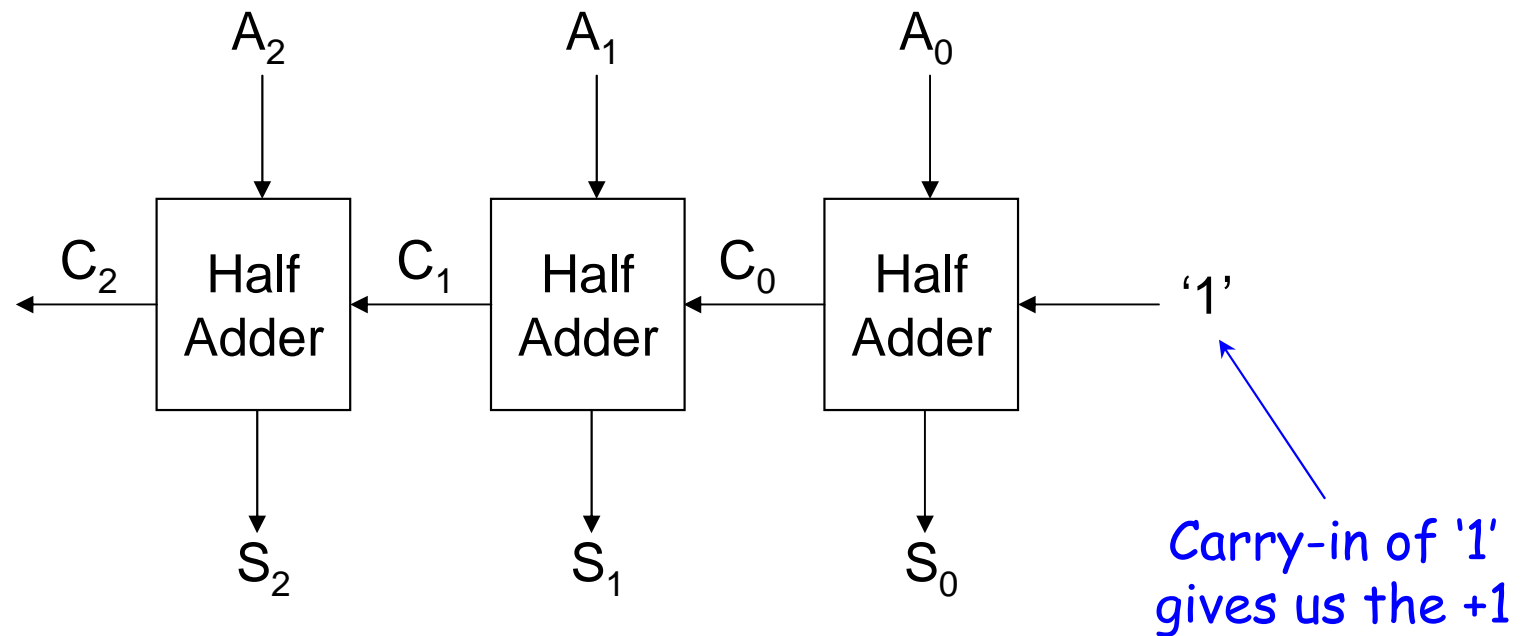 A₂ A₁ A₀
C₂ Half Adder C₁ Half Adder C₀ Half Adder ‘1’
S₂ S₁ S₀
Carry-in of ‘1’
gives us the +1